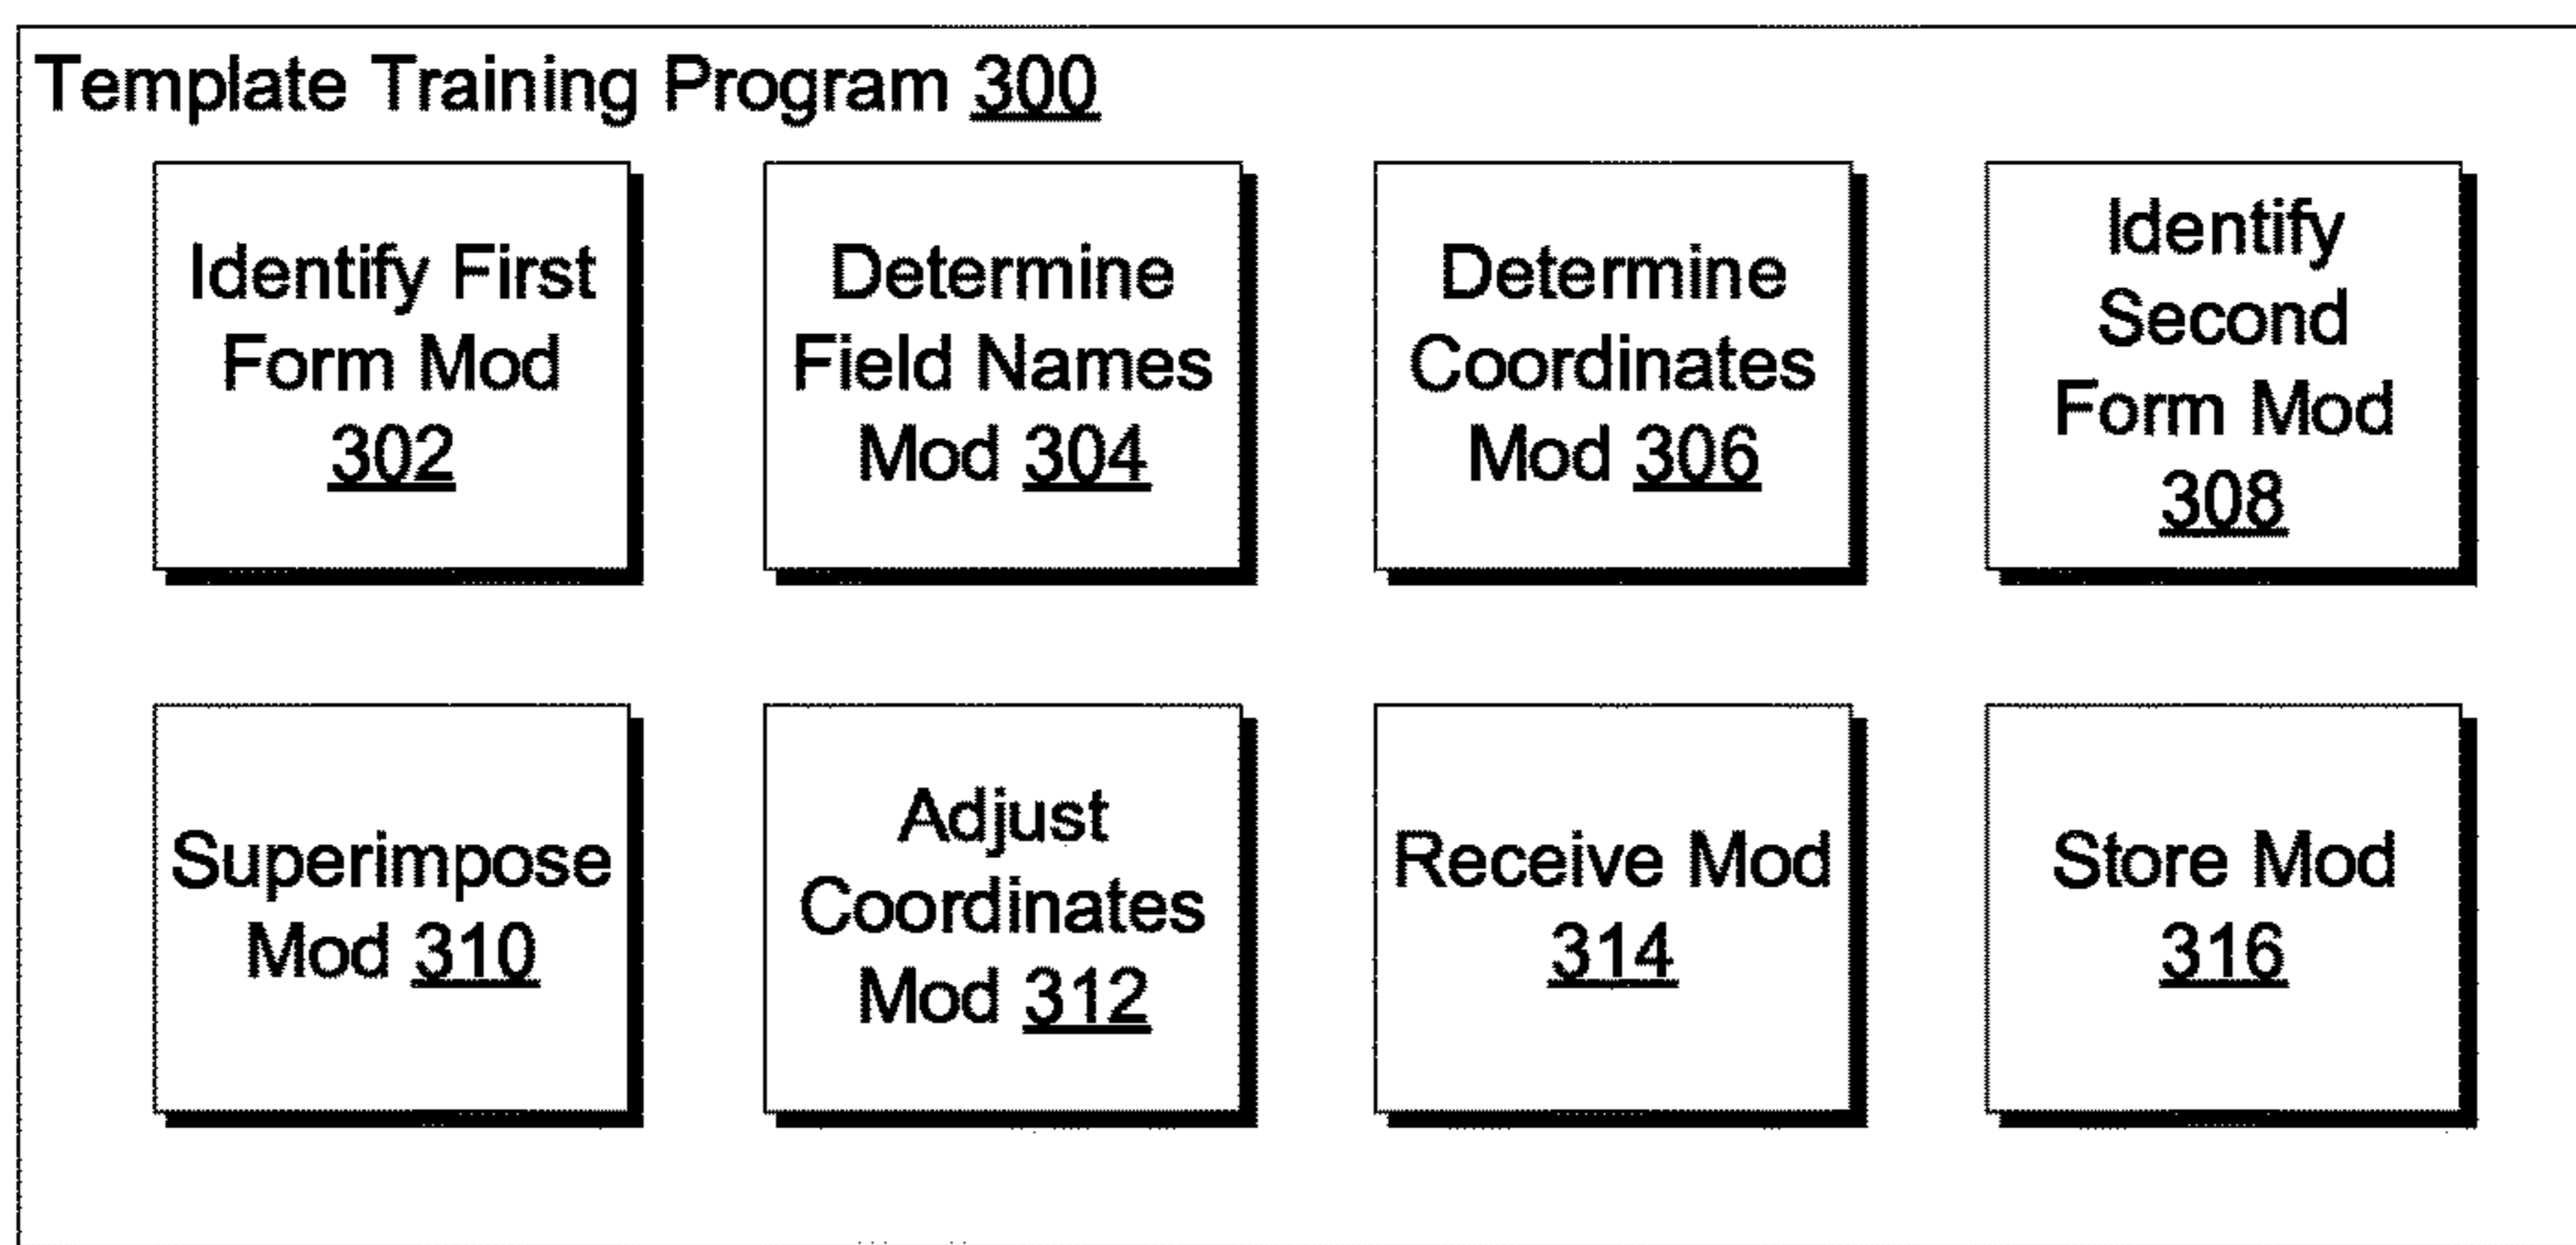 Template Training Program 300
Identify First
Form Mod
302
Determine
Field Names
Mod 304
Determine
Coordinates
Mod 306
Identify
Second
Form Mod
308
Superimpose
Mod 310
Adjust
Coordinates
Mod 312
Receive Mod
314
Store Mod
316